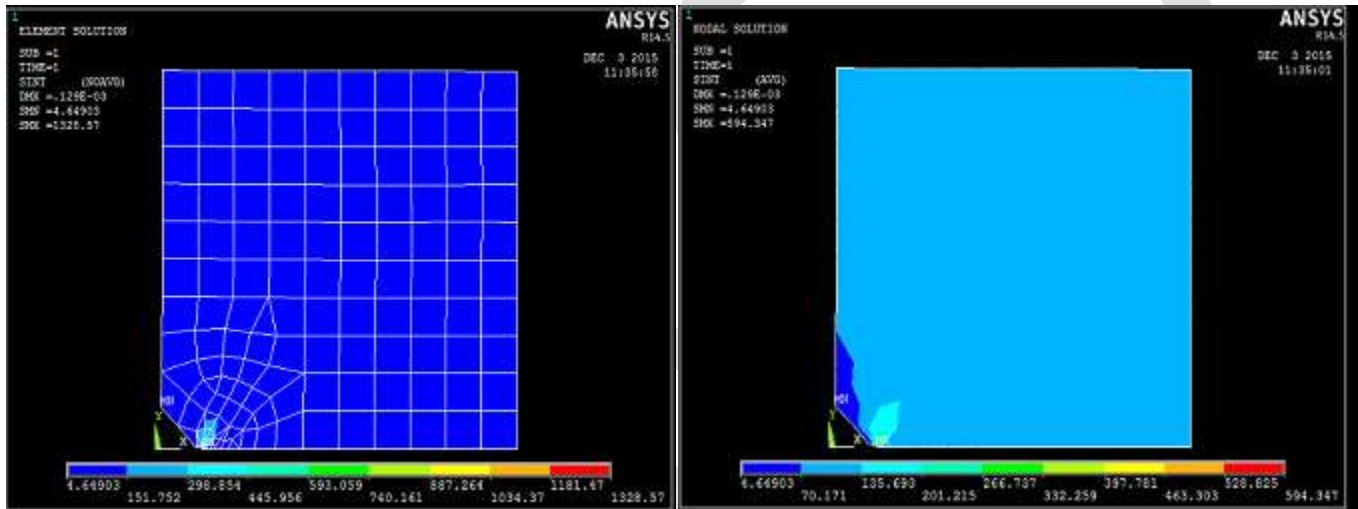 1
ELEMENT SOLUTION
SUB =1
TIME=1
SINT (NOAVG)
DMX =.129E-03
SMN =4.64903
SMX =1328.57
ANSYS
R14.5
DEC 3 2015
11:35:56
Y
X
4.64903 298.854 593.059 887.264 1181.47
151.752 445.956 740.161 1034.37 1328.57
1
NODAL SOLUTION
SUB =1
TIME=1
SINT (AVG)
DMX =.129E-03
SMN =4.64903
SMX =594.347
ANSYS
R14.5
DEC 3 2015
11:35:01
Y
X
4.64903 135.693 266.737 397.781 528.825
70.171 201.215 332.259 463.303 594.347